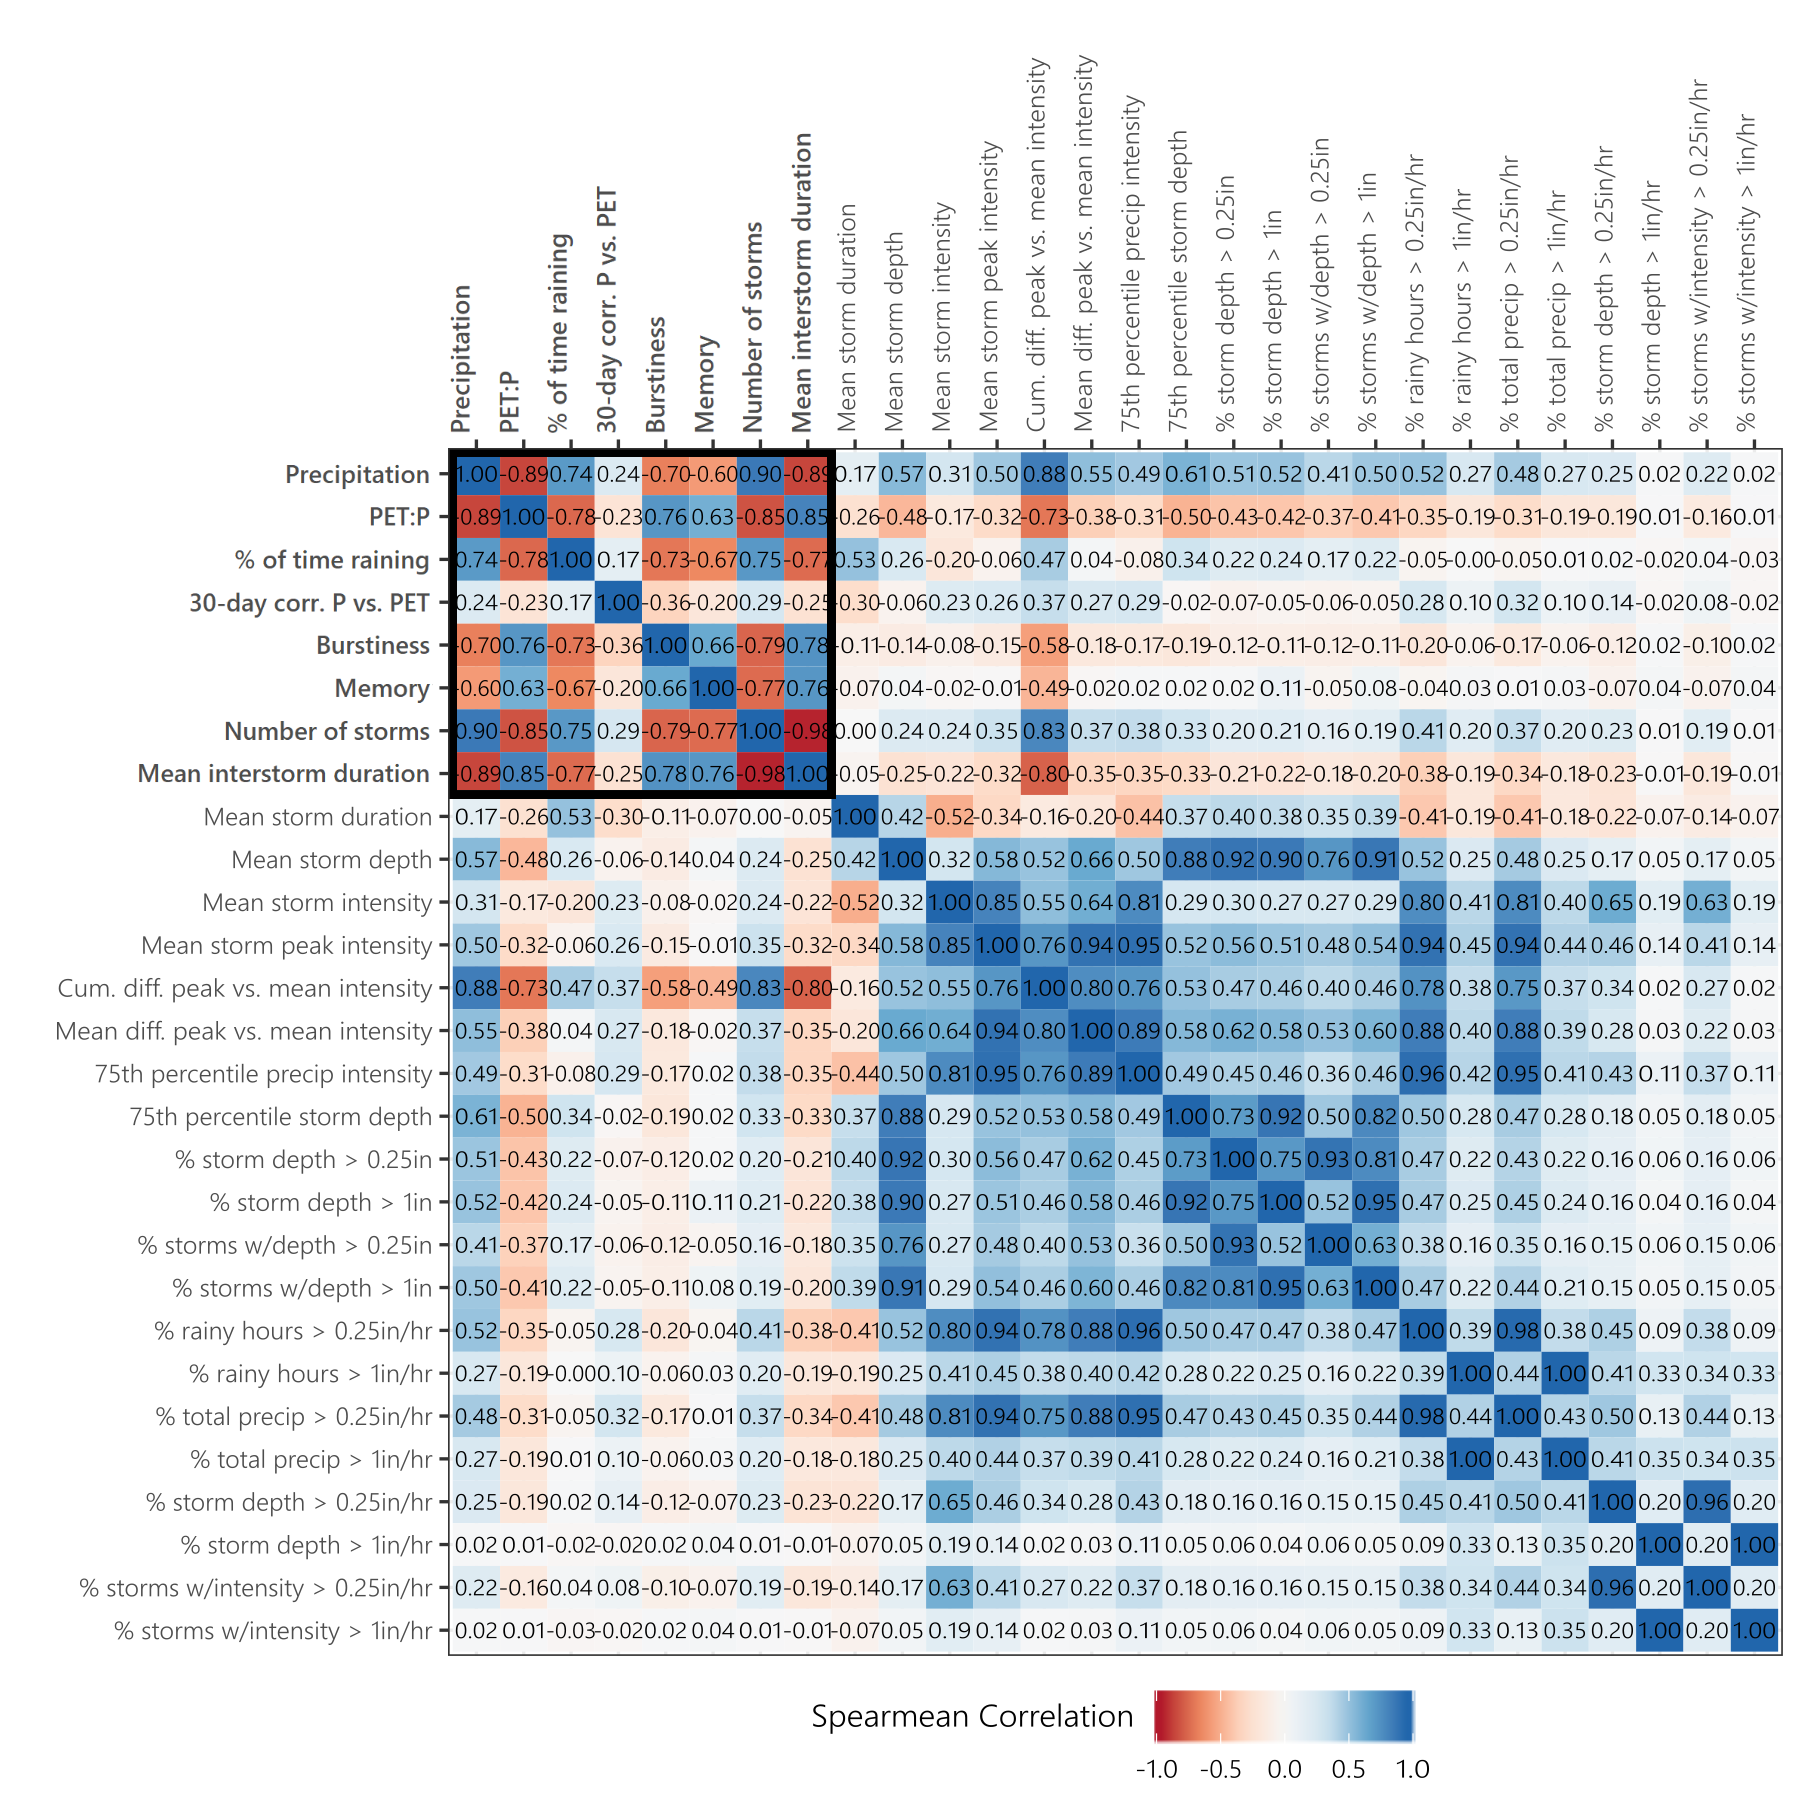 Precipitation
PET:P
% of time raining
30-day corr. P vs. PET
Burstiness
Memory
Number of storms
Mean interstorm duration
Mean storm duration
Mean storm depth
Mean storm intensity
Mean storm peak intensity
Cum. diff. peak vs. mean intensity
Mean diff. peak vs. mean intensity
75th percentile precip intensity
75th percentile storm depth
% storm depth > 0.25in
% storm depth > 1in
% storms w/depth > 0.25in
% storms w/depth > 1in
% rainy hours > 0.25in/hr
% rainy hours > 1in/hr
% total precip > 0.25in/hr
% total precip > 1in/hr
% storm depth > 0.25in/hr
% storm depth > 1in/hr
% storms w/intensity > 0.25in/hr
% storms w/intensity > 1in/hr
Precipitation 1.00 -0.89 0.74 0.24 -0.70 -0.60 0.90 -0.89 0.17 0.57 0.31 0.50 0.88 0.55 0.49 0.61 0.51 0.52 0.41 0.50 0.52 0.27 0.48 0.27 0.25 0.02 0.22 0.02
PET:P -0.89 1.00 -0.78 -0.23 0.76 0.63 -0.85 0.85 -0.26 -0.48 -0.17 -0.32 -0.73 -0.38 -0.31 -0.50 -0.43 -0.42 -0.37 -0.41 -0.35 -0.19 -0.31 -0.19 -0.19 0.01 -0.16 0.01
% of time raining 0.74 -0.78 1.00 0.17 -0.73 -0.67 0.75 -0.77 0.53 0.26 -0.20 -0.06 0.47 0.04 -0.08 0.34 0.22 0.24 0.17 0.22 -0.05 -0.00 -0.05 0.01 0.02 -0.02 0.04 -0.03
30-day corr. P vs. PET 0.24 -0.23 0.17 1.00 -0.36 -0.20 0.29 -0.25 -0.30 -0.06 0.23 0.26 0.37 0.27 0.29 -0.02 -0.07 -0.05 -0.06 -0.05 0.28 0.10 0.32 0.10 0.14 -0.02 0.08 -0.02
Burstiness -0.70 0.76 -0.73 -0.36 1.00 0.66 -0.79 0.78 -0.11 -0.14 -0.08 -0.15 -0.58 -0.18 -0.17 -0.19 -0.12 -0.11 -0.12 -0.11 -0.20 -0.06 -0.17 -0.06 -0.12 0.02 -0.10 0.02
Memory -0.60 0.63 -0.67 -0.20 0.66 1.00 -0.77 0.76 -0.07 0.04 -0.02 -0.01 -0.49 -0.02 0.02 0.02 0.02 0.11 -0.05 0.08 -0.04 0.03 0.01 0.03 -0.07 0.04 -0.07 0.04
Number of storms 0.90 -0.85 0.75 0.29 -0.79 -0.77 1.00 -0.98 0.00 0.24 0.24 0.35 0.83 0.37 0.38 0.33 0.20 0.21 0.16 0.19 0.41 0.20 0.37 0.20 0.23 0.01 0.19 0.01
Mean interstorm duration -0.89 0.85 -0.77 -0.25 0.78 0.76 -0.98 1.00 -0.05 -0.25 -0.22 -0.32 -0.80 -0.35 -0.35 -0.33 -0.21 -0.22 -0.18 -0.20 -0.38 -0.19 -0.34 -0.18 -0.23 -0.01 -0.19 -0.01
Mean storm duration 0.17 -0.26 0.53 -0.30 -0.11 -0.07 0.00 -0.05 1.00 0.42 -0.52 -0.34 -0.16 -0.20 -0.44 0.37 0.40 0.38 0.35 0.39 -0.41 -0.19 -0.41 -0.18 -0.22 -0.07 -0.14 -0.07
Mean storm depth 0.57 -0.48 0.26 -0.06 -0.14 0.04 0.24 -0.25 0.42 1.00 0.32 0.58 0.52 0.66 0.50 0.88 0.92 0.90 0.76 0.91 0.52 0.25 0.48 0.25 0.17 0.05 0.17 0.05
Mean storm intensity 0.31 -0.17 -0.20 0.23 -0.08 -0.02 0.24 -0.22 -0.52 0.32 1.00 0.85 0.55 0.64 0.81 0.29 0.30 0.27 0.27 0.29 0.80 0.41 0.81 0.40 0.65 0.19 0.63 0.19
Mean storm peak intensity 0.50 -0.32 -0.06 0.26 -0.15 -0.01 0.35 -0.32 -0.34 0.58 0.85 1.00 0.76 0.94 0.95 0.52 0.56 0.51 0.48 0.54 0.94 0.45 0.94 0.44 0.46 0.14 0.41 0.14
Cum. diff. peak vs. mean intensity 0.88 -0.73 0.47 0.37 -0.58 -0.49 0.83 -0.80 -0.16 0.52 0.55 0.76 1.00 0.80 0.76 0.53 0.47 0.46 0.40 0.46 0.78 0.38 0.75 0.37 0.34 0.02 0.27 0.02
Mean diff. peak vs. mean intensity 0.55 -0.38 0.04 0.27 -0.18 -0.02 0.37 -0.35 -0.20 0.66 0.64 0.94 0.80 1.00 0.89 0.58 0.62 0.58 0.53 0.60 0.88 0.40 0.88 0.39 0.28 0.03 0.22 0.03
75th percentile precip intensity 0.49 -0.31 -0.08 0.29 -0.17 0.02 0.38 -0.35 -0.44 0.50 0.81 0.95 0.76 0.89 1.00 0.49 0.45 0.46 0.36 0.46 0.96 0.42 0.95 0.41 0.43 0.11 0.37 0.11
75th percentile storm depth 0.61 -0.50 0.34 -0.02 -0.19 0.02 0.33 -0.33 0.37 0.88 0.29 0.52 0.53 0.58 0.49 1.00 0.73 0.92 0.50 0.82 0.50 0.28 0.47 0.28 0.18 0.05 0.18 0.05
% storm depth > 0.25in 0.51 -0.43 0.22 -0.07 -0.12 0.02 0.20 -0.21 0.40 0.92 0.30 0.56 0.47 0.62 0.45 0.73 1.00 0.75 0.93 0.81 0.47 0.22 0.43 0.22 0.16 0.06 0.16 0.06
% storm depth > 1in 0.52 -0.42 0.24 -0.05 -0.11 0.11 0.21 -0.22 0.38 0.90 0.27 0.51 0.46 0.58 0.46 0.92 0.75 1.00 0.52 0.95 0.47 0.25 0.45 0.24 0.16 0.04 0.16 0.04
% storms w/depth > 0.25in 0.41 -0.37 0.17 -0.06 -0.12 -0.05 0.16 -0.18 0.35 0.76 0.27 0.48 0.40 0.53 0.36 0.50 0.93 0.52 1.00 0.63 0.38 0.16 0.35 0.16 0.15 0.06 0.15 0.06
% storms w/depth > 1in 0.50 -0.41 0.22 -0.05 -0.11 0.08 0.19 -0.20 0.39 0.91 0.29 0.54 0.46 0.60 0.46 0.82 0.81 0.95 0.63 1.00 0.47 0.22 0.44 0.21 0.15 0.05 0.15 0.05
% rainy hours > 0.25in/hr 0.52 -0.35 -0.05 0.28 -0.20 -0.04 0.41 -0.38 -0.41 0.52 0.80 0.94 0.78 0.88 0.96 0.50 0.47 0.47 0.38 0.47 1.00 0.39 0.98 0.38 0.45 0.09 0.38 0.09
% rainy hours > 1in/hr 0.27 -0.19 -0.00 0.10 -0.06 0.03 0.20 -0.19 -0.19 0.25 0.41 0.45 0.38 0.40 0.42 0.28 0.22 0.25 0.16 0.22 0.39 1.00 0.44 1.00 0.41 0.33 0.34 0.33
% total precip > 0.25in/hr 0.48 -0.31 -0.05 0.32 -0.17 0.01 0.37 -0.34 -0.41 0.48 0.81 0.94 0.75 0.88 0.95 0.47 0.43 0.45 0.35 0.44 0.98 0.44 1.00 0.43 0.50 0.13 0.44 0.13
% total precip > 1in/hr 0.27 -0.19 0.01 0.10 -0.06 0.03 0.20 -0.18 -0.18 0.25 0.40 0.44 0.37 0.39 0.41 0.28 0.22 0.24 0.16 0.21 0.38 1.00 0.43 1.00 0.41 0.35 0.34 0.35
% storm depth > 0.25in/hr 0.25 -0.19 0.02 0.14 -0.12 -0.07 0.23 -0.23 -0.22 0.17 0.65 0.46 0.34 0.28 0.43 0.18 0.16 0.16 0.15 0.15 0.45 0.41 0.50 0.41 1.00 0.20 0.96 0.20
% storm depth > 1in/hr 0.02 0.01 -0.02 -0.02 0.02 0.04 0.01 -0.01 -0.07 0.05 0.19 0.14 0.02 0.03 0.11 0.05 0.06 0.04 0.06 0.05 0.09 0.33 0.13 0.35 0.20 1.00 0.20 1.00
% storms w/intensity > 0.25in/hr 0.22 -0.16 0.04 0.08 -0.10 -0.07 0.19 -0.19 -0.14 0.17 0.63 0.41 0.27 0.22 0.37 0.18 0.16 0.16 0.15 0.15 0.38 0.34 0.44 0.34 0.96 0.20 1.00 0.20
% storms w/intensity > 1in/hr 0.02 0.01 -0.03 -0.02 0.02 0.04 0.01 -0.01 -0.07 0.05 0.19 0.14 0.02 0.03 0.11 0.05 0.06 0.04 0.06 0.05 0.09 0.33 0.13 0.35 0.20 1.00 0.20 1.00
Spearmean Correlation
-1.0 -0.5 0.0 0.5 1.0